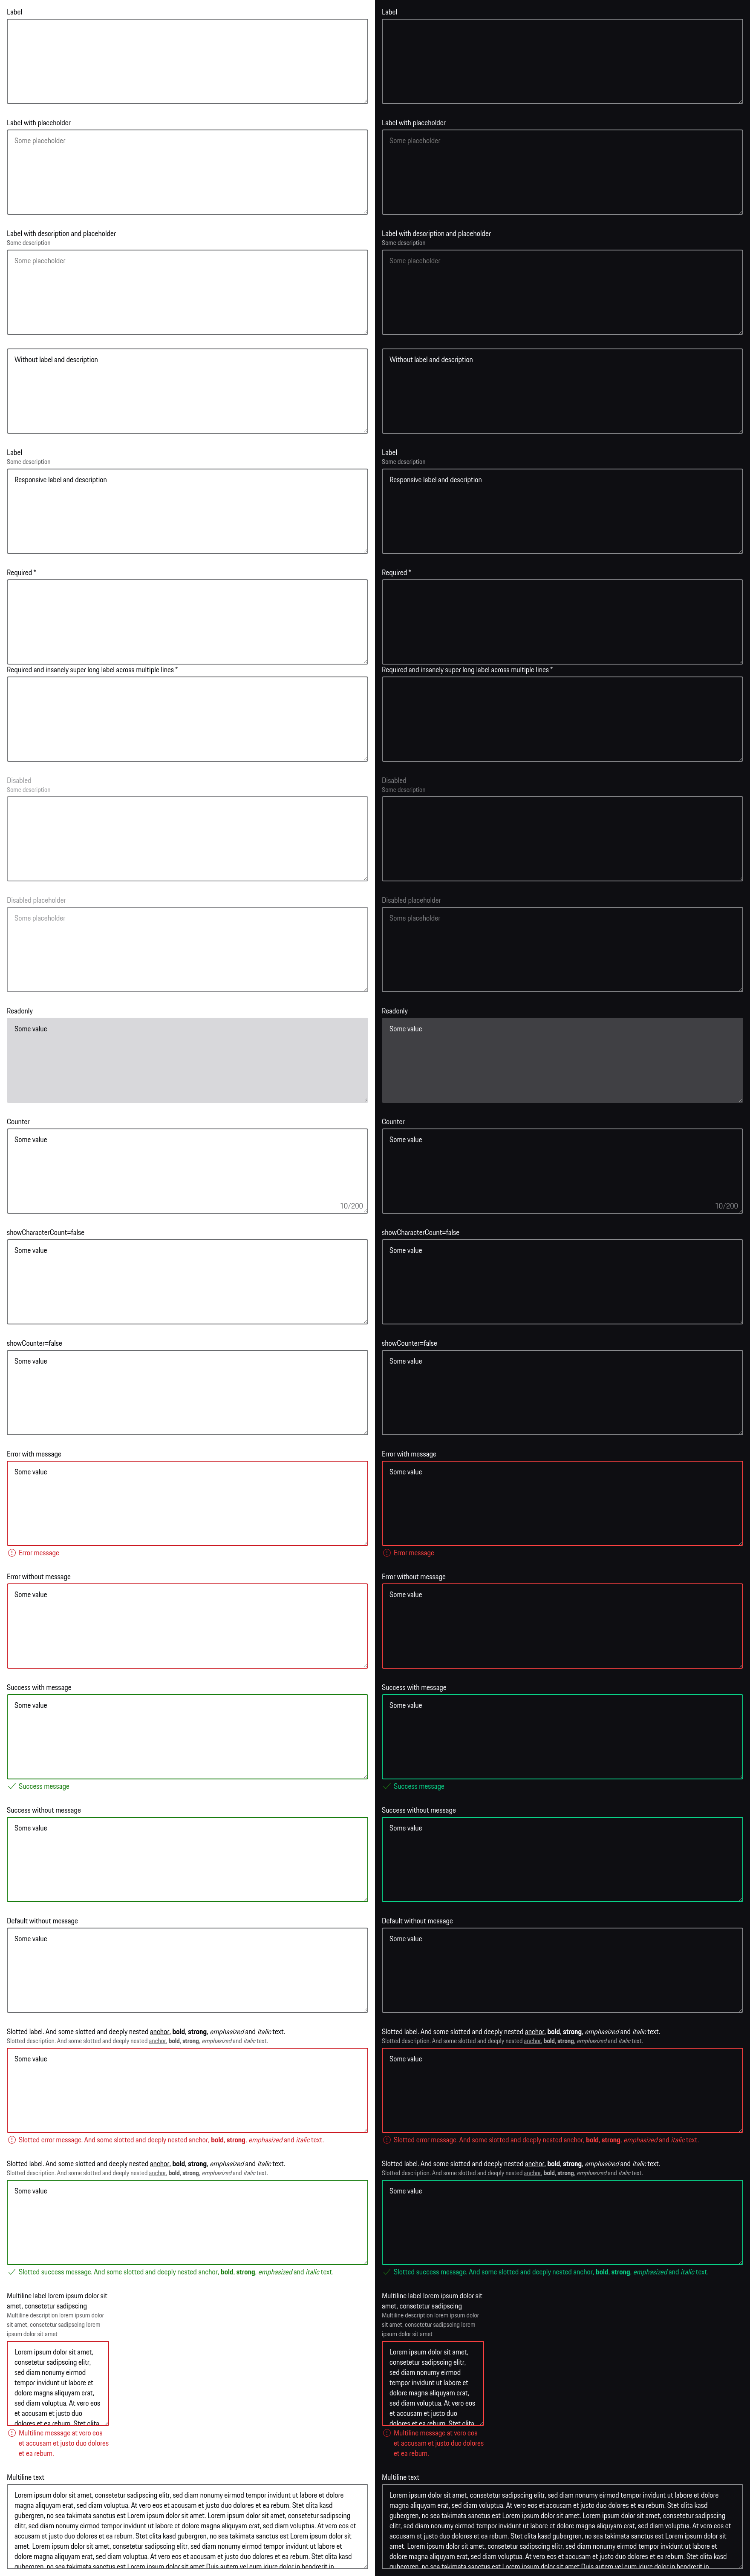 Label
Label with placeholder
Some placeholder
Label with description and placeholder
Some description
Some placeholder
Without label and description
Label
Some description
Responsive label and description
Required *
Required and insanely super long label across multiple lines *
Disabled
Some description
Disabled placeholder
Some placeholder
Readonly
Some value
Counter
Some value
10/200
showCharacterCount=false
Some value
showCounter=false
Some value
Error with message
Some value
Error message
Error without message
Some value
Success with message
Some value
Success message
Success without message
Some value
Default without message
Some value
Slotted label. And some slotted and deeply nested anchor, bold, strong, emphasized and italic text.
Slotted description. And some slotted and deeply nested anchor, bold, strong, emphasized and italic text.
Some value
Slotted error message. And some slotted and deeply nested anchor, bold, strong, emphasized and italic text.
Slotted label. And some slotted and deeply nested anchor, bold, strong, emphasized and italic text.
Slotted description. And some slotted and deeply nested anchor, bold, strong, emphasized and italic text.
Some value
Slotted success message. And some slotted and deeply nested anchor, bold, strong, emphasized and italic text.
Multiline label lorem ipsum dolor sit
amet, consetetur sadipscing
Multiline description lorem ipsum dolor
sit amet, consetetur sadipscing lorem
ipsum dolor sit amet
Lorem ipsum dolor sit amet,
consetetur sadipscing elitr,
sed diam nonumy eirmod
tempor invidunt ut labore et
dolore magna aliquyam erat,
sed diam voluptua. At vero eos
et accusam et justo duo
dolores et ea rebum. Stet clita
Multiline message at vero eos
et accusam et justo duo dolores
et ea rebum.
Multiline text
Lorem ipsum dolor sit amet, consetetur sadipscing elitr, sed diam nonumy eirmod tempor invidunt ut labore et dolore
magna aliquyam erat, sed diam voluptua. At vero eos et accusam et justo duo dolores et ea rebum. Stet clita kasd
gubergren, no sea takimata sanctus est Lorem ipsum dolor sit amet. Lorem ipsum dolor sit amet, consetetur sadipscing
elitr, sed diam nonumy eirmod tempor invidunt ut labore et dolore magna aliquyam erat, sed diam voluptua. At vero eos
et accusam et justo duo dolores et ea rebum. Stet clita kasd gubergren, no sea takimata sanctus est Lorem ipsum dolor sit
amet. Lorem ipsum dolor sit amet, consetetur sadipscing elitr, sed diam nonumy eirmod tempor invidunt ut labore et
dolore magna aliquyam erat, sed diam voluptua. At vero eos et accusam et justo duo dolores et ea rebum. Stet clita kasd
gubergren, no sea takimata sanctus est Lorem ipsum dolor sit amet. Duis autem vel eum iriure dolor in hendrerit in
Label
Label with placeholder
Some placeholder
Label with description and placeholder
Some description
Some placeholder
Without label and description
Label
Some description
Responsive label and description
Required *
Required and insanely super long label across multiple lines *
Disabled
Some description
Disabled placeholder
Some placeholder
Readonly
Some value
Counter
Some value
10/200
showCharacterCount=false
Some value
showCounter=false
Some value
Error with message
Some value
Error message
Error without message
Some value
Success with message
Some value
Success message
Success without message
Some value
Default without message
Some value
Slotted label. And some slotted and deeply nested anchor, bold, strong, emphasized and italic text.
Slotted description. And some slotted and deeply nested anchor, bold, strong, emphasized and italic text.
Some value
Slotted error message. And some slotted and deeply nested anchor, bold, strong, emphasized and italic text.
Slotted label. And some slotted and deeply nested anchor, bold, strong, emphasized and italic text.
Slotted description. And some slotted and deeply nested anchor, bold, strong, emphasized and italic text.
Some value
Slotted success message. And some slotted and deeply nested anchor, bold, strong, emphasized and italic text.
Multiline label lorem ipsum dolor sit
amet, consetetur sadipscing
Multiline description lorem ipsum dolor
sit amet, consetetur sadipscing lorem
ipsum dolor sit amet
Lorem ipsum dolor sit amet,
consetetur sadipscing elitr,
sed diam nonumy eirmod
tempor invidunt ut labore et
dolore magna aliquyam erat,
sed diam voluptua. At vero eos
et accusam et justo duo
dolores et ea rebum. Stet clita
Multiline message at vero eos
et accusam et justo duo dolores
et ea rebum.
Multiline text
Lorem ipsum dolor sit amet, consetetur sadipscing elitr, sed diam nonumy eirmod tempor invidunt ut labore et dolore
magna aliquyam erat, sed diam voluptua. At vero eos et accusam et justo duo dolores et ea rebum. Stet clita kasd
gubergren, no sea takimata sanctus est Lorem ipsum dolor sit amet. Lorem ipsum dolor sit amet, consetetur sadipscing
elitr, sed diam nonumy eirmod tempor invidunt ut labore et dolore magna aliquyam erat, sed diam voluptua. At vero eos
et accusam et justo duo dolores et ea rebum. Stet clita kasd gubergren, no sea takimata sanctus est Lorem ipsum dolor sit
amet. Lorem ipsum dolor sit amet, consetetur sadipscing elitr, sed diam nonumy eirmod tempor invidunt ut labore et
dolore magna aliquyam erat, sed diam voluptua. At vero eos et accusam et justo duo dolores et ea rebum. Stet clita kasd
gubergren, no sea takimata sanctus est Lorem ipsum dolor sit amet. Duis autem vel eum iriure dolor in hendrerit in